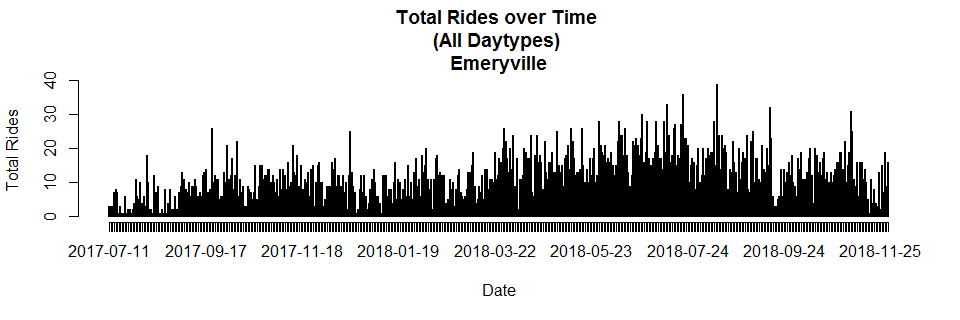 Total Rides over Time
(All Daytypes)
Emeryville
Total Rides
40
30
20
10
0
2017-07-11 2017-09-17 2017-11-18 2018-01-19 2018-03-22 2018-05-23 2018-07-24 2018-09-24 2018-11-25
Date